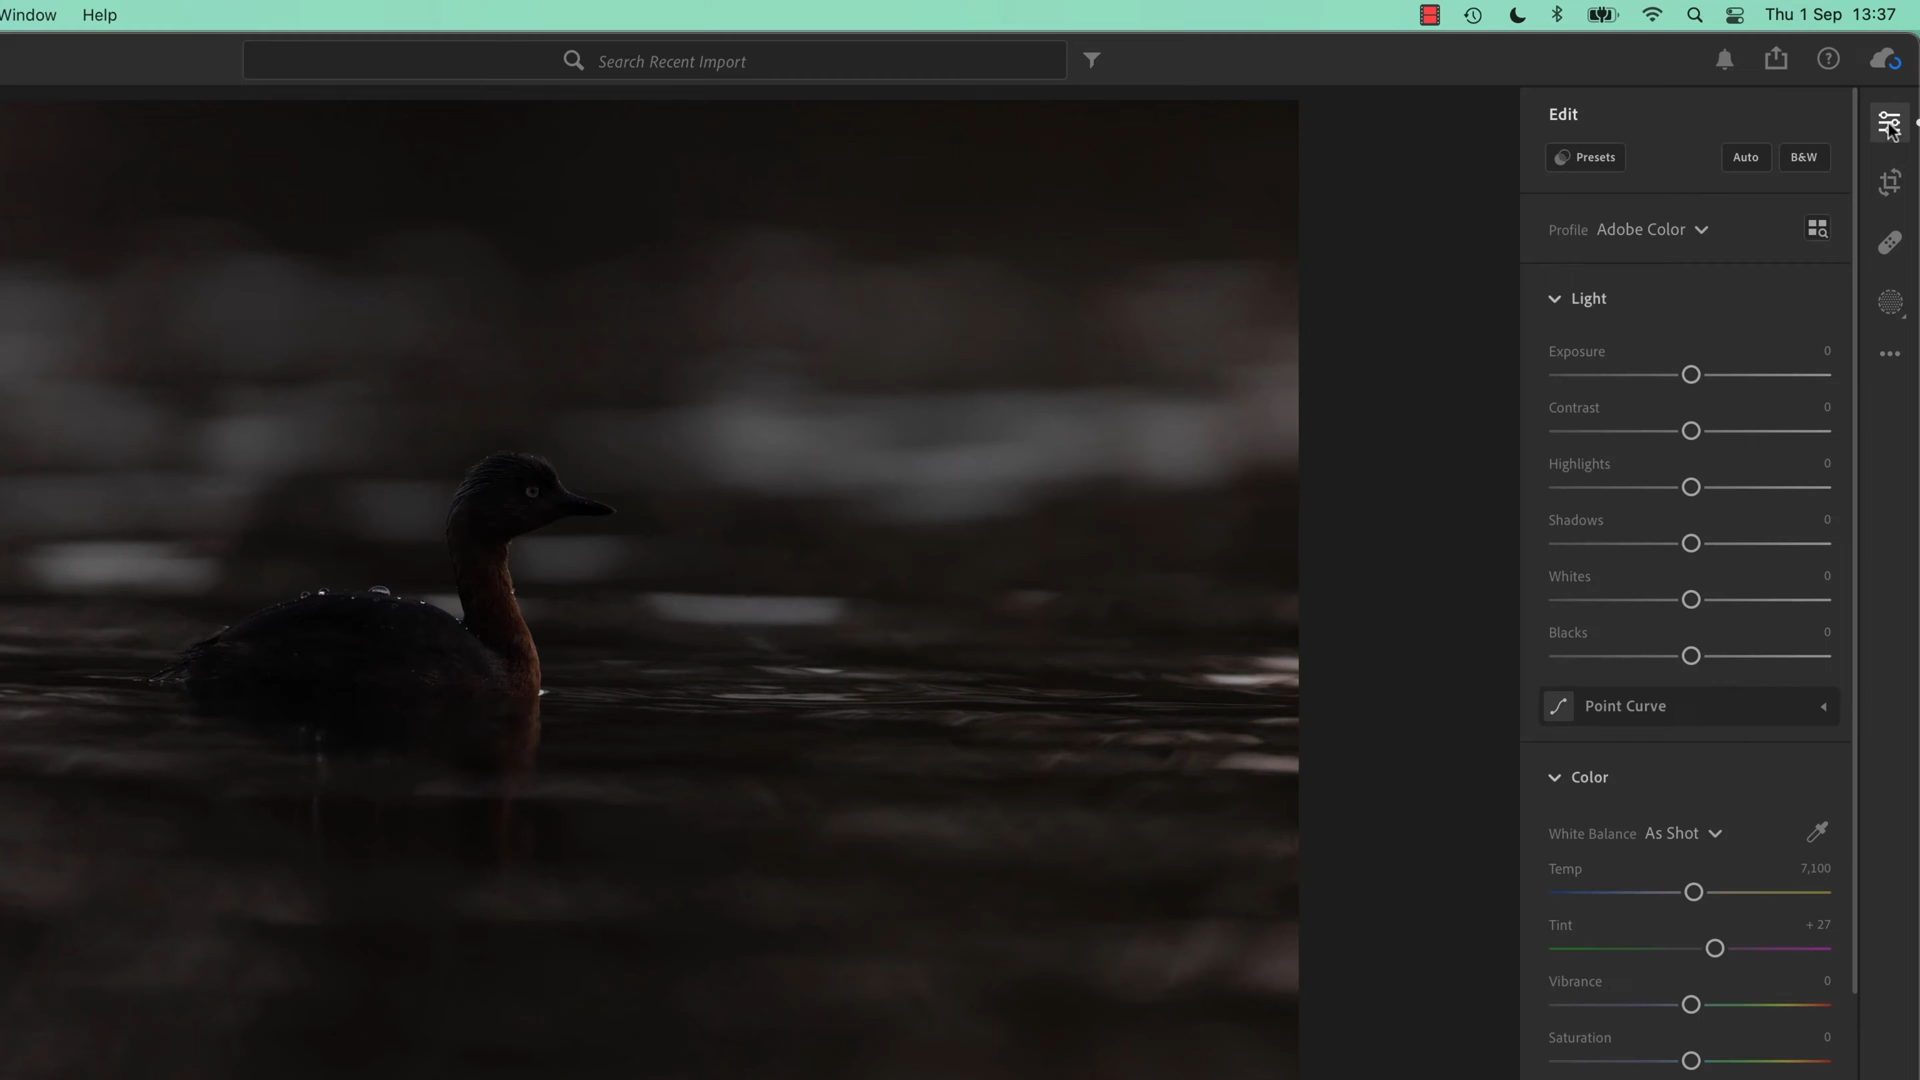 Window Help Thu 1 Sep 13:37
Search Recent Import
Edit
Presets Auto B&W
Profile Adobe Color
Light
Exposure 0
Contrast 0
Highlights 0
Shadows 0
Whites 0
Blacks 0
Point Curve
Color
White Balance As Shot
Temp 7,100
Tint + 27
Vibrance 0
Saturation 0